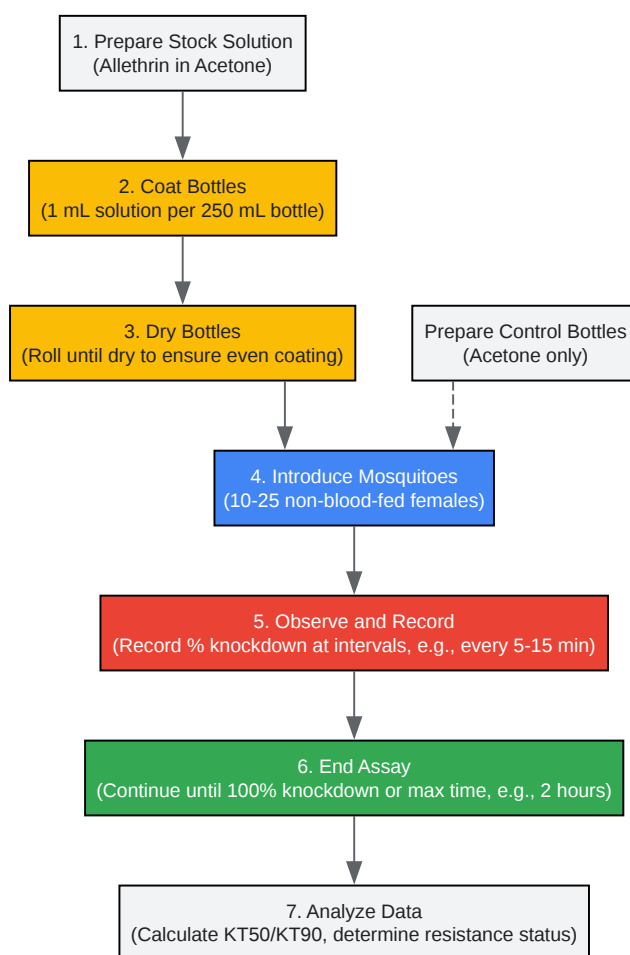 1. Prepare Stock Solution
(Allethrin in Acetone)
2. Coat Bottles
(1 mL solution per 250 mL bottle)
3. Dry Bottles
(Roll until dry to ensure even coating)
Prepare Control Bottles
(Acetone only)
4. Introduce Mosquitoes
(10-25 non-blood-fed females)
5. Observe and Record
(Record % knockdown at intervals, e.g., every 5-15 min)
6. End Assay
(Continue until 100% knockdown or max time, e.g., 2 hours)
7. Analyze Data
(Calculate KT50/KT90, determine resistance status)